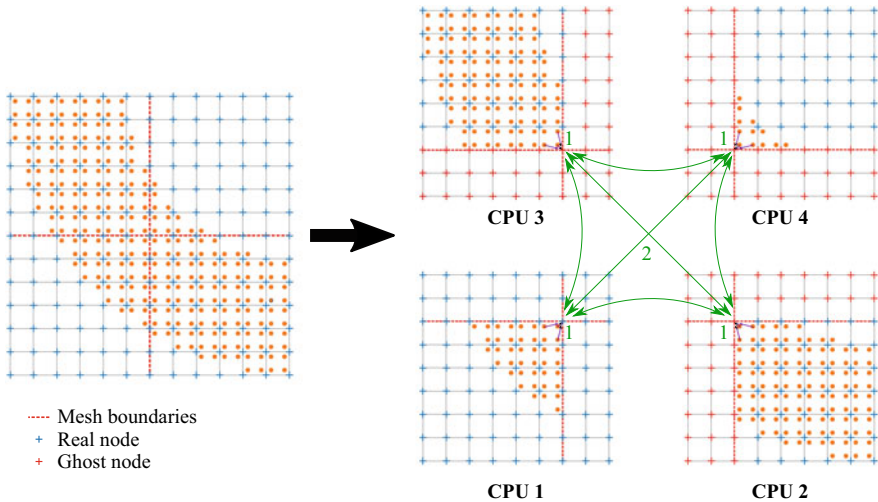 1
1
CPU 3
CPU 4
2
1
1
Mesh boundaries
Real node
Ghost node
CPU 1
CPU 2